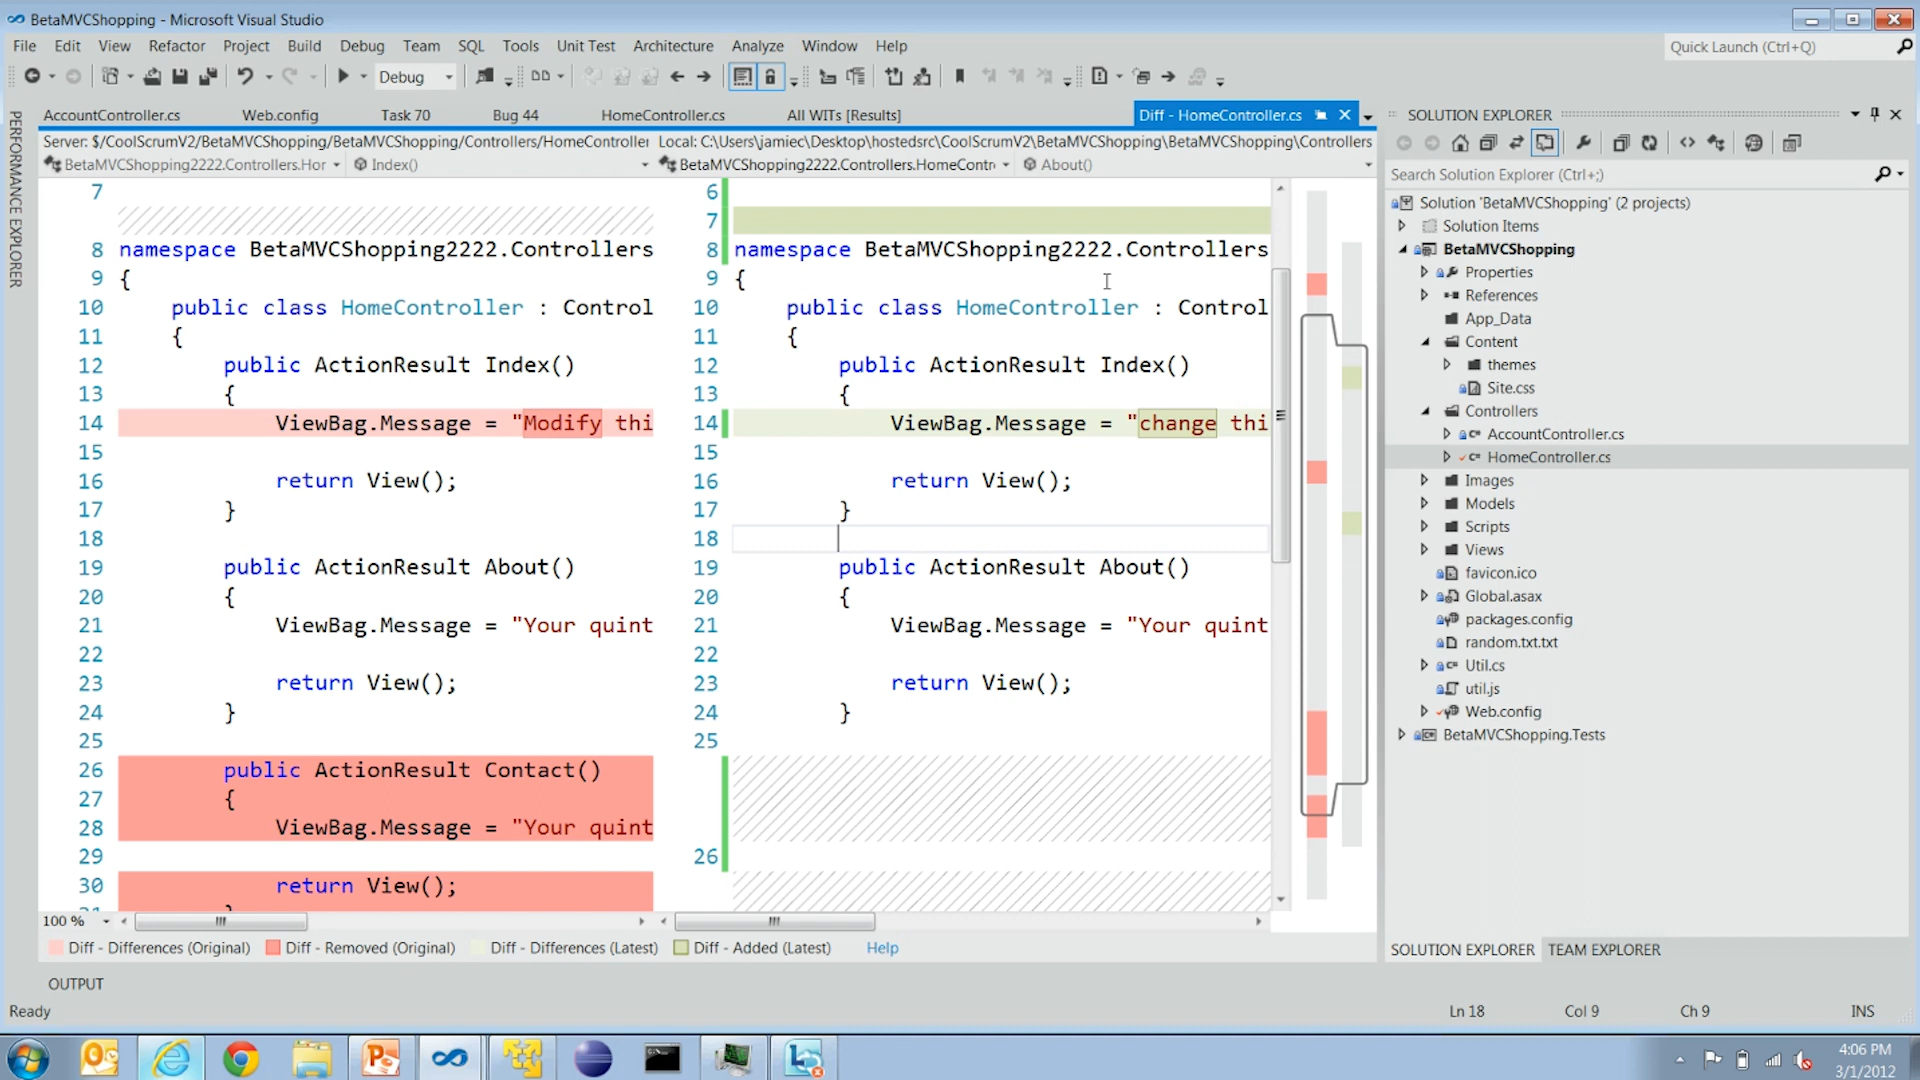 BetaMVCShopping - Microsoft Visual Studio
File Edit View Refactor Project Build Debug Team SQL Tools Unit Test Architecture Analyze Window Help
Quick Launch (Ctrl+Q)
Debug
PERFORMANCE EXPLORER
AccountController.cs Web.config Task 70 Bug 44 HomeController.cs All WITs [Results] Diff - HomeController.cs
Server: $/CoolScrumV2/BetaMVCShopping/BetaMVCShopping/Controllers/HomeController
Local: C:\Users\jamiec\Desktop\hostedsrc\CoolScrumV2\BetaMVCShopping\BetaMVCShopping\Controllers
BetaMVCShopping2222.Controllers.Hor Index()
BetaMVCShopping2222.Controllers.HomeContr About()
7
8 namespace BetaMVCShopping2222.Controllers
9 {
10 public class HomeController : Control
11 {
12 public ActionResult Index()
13 {
14 ViewBag.Message = "Modify thi
15
16 return View();
17 }
18
19 public ActionResult About()
20 {
21 ViewBag.Message = "Your quint
22
23 return View();
24 }
25
26 public ActionResult Contact()
27 {
28 ViewBag.Message = "Your quint
29
30 return View();
6
7
8 namespace BetaMVCShopping2222.Controllers
9 {
10 public class HomeController : Control
11 {
12 public ActionResult Index()
13 {
14 ViewBag.Message = "change thi
15
16 return View();
17 }
18
19 public ActionResult About()
20 {
21 ViewBag.Message = "Your quint
22
23 return View();
24 }
25
26
100 %
Diff - Differences (Original) Diff - Removed (Original) Diff - Differences (Latest) Diff - Added (Latest) Help
SOLUTION EXPLORER
Search Solution Explorer (Ctrl+;)
Solution 'BetaMVCShopping' (2 projects)
Solution Items
BetaMVCShopping
Properties
References
App_Data
Content
themes
Site.css
Controllers
AccountController.cs
HomeController.cs
Images
Models
Scripts
Views
favicon.ico
Global.asax
packages.config
random.txt.txt
Util.cs
util.js
Web.config
BetaMVCShopping.Tests
SOLUTION EXPLORER TEAM EXPLORER
OUTPUT
Ready Ln 18 Col 9 Ch 9 INS
4:06 PM
3/1/2012